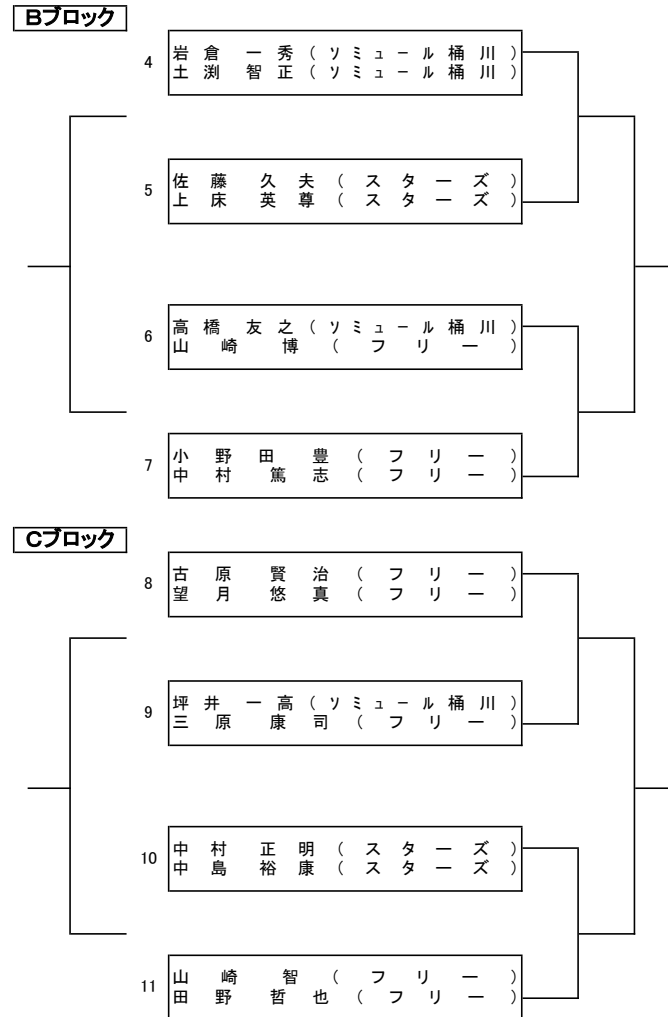 Bブロック
4
岩倉 一秀(ソミュール桶川)
土渕 智正(ソミュール桶川)
5
佐藤 久夫(スターズ)
上床 英尊(スターズ)
6
高橋 友之(ソミュール桶川)
山崎 博(フリー)
7
小野田 豊(フリー)
中村 篤志(フリー)
Cブロック
8
古原 賢治(フリー)
望月 悠真(フリー)
9
坪井 一高(ソミュール桶川)
三原 康司(フリー)
10
中村 正明(スターズ)
中島 裕康(スターズ)
11
山崎 智(フリー)
田野 哲也(フリー)